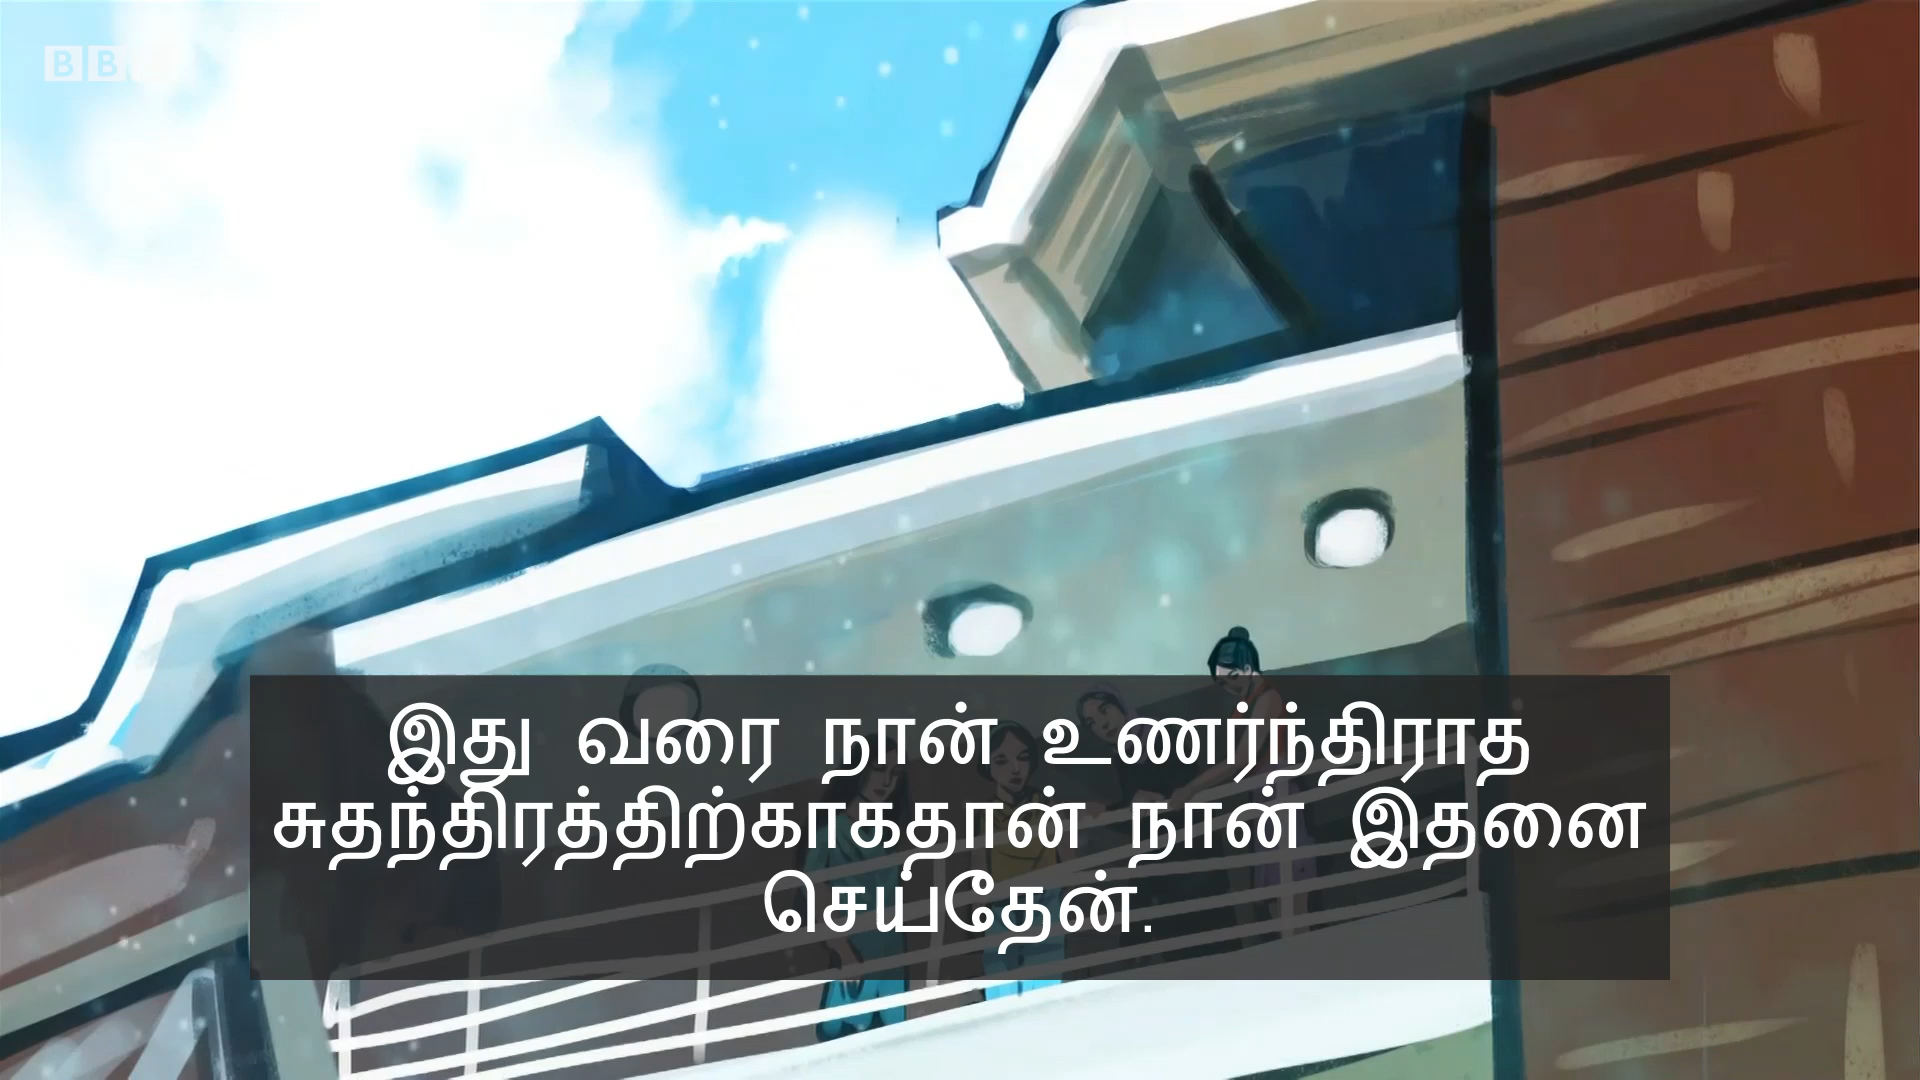 BBC
இது வரை நான் உணர்ந்திராத
சுதந்திரத்திற்காகதான் நான் இதனை
செய்தேன்.